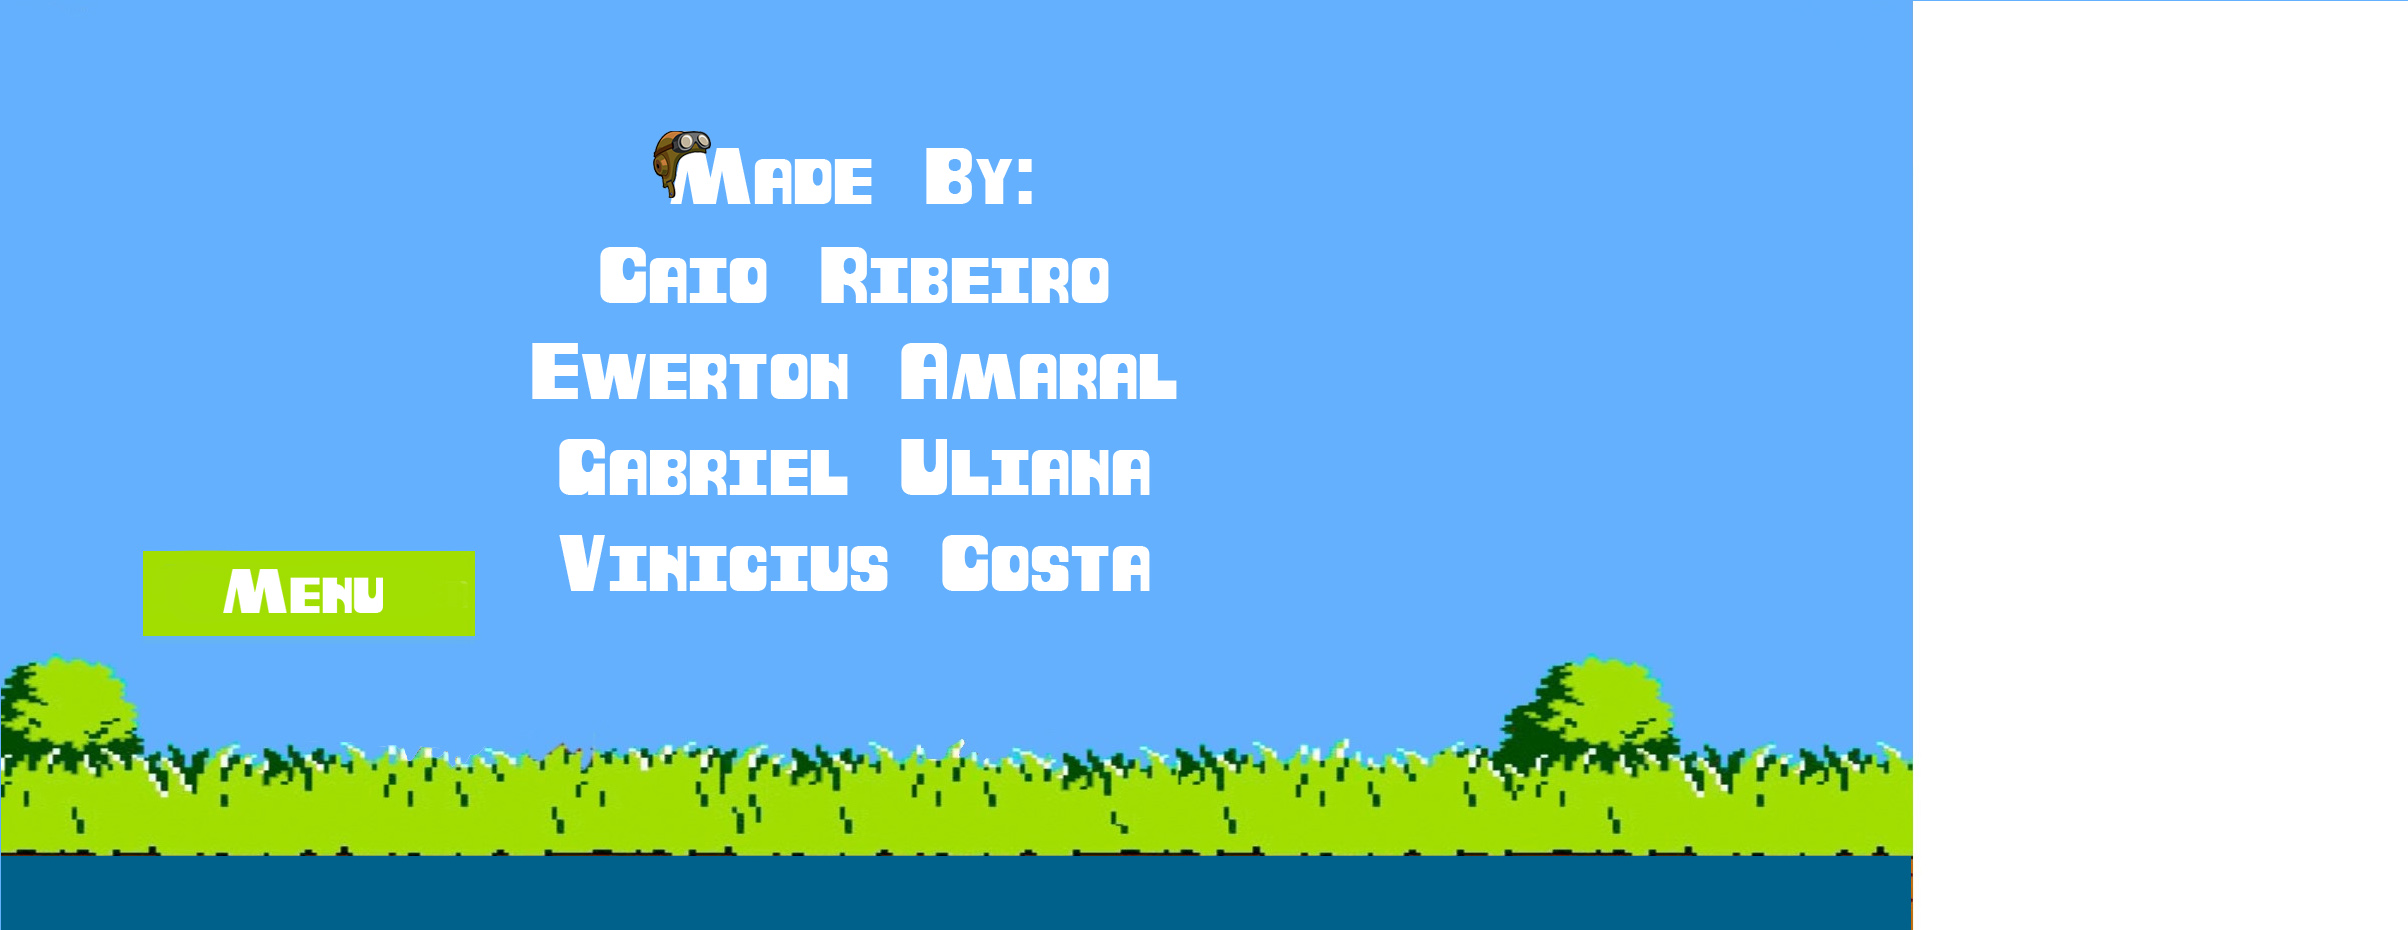 Made By:
Caio Ribeiro
Ewerton Amaral
Gabriel Uliana
Vinicius Costa
Menu